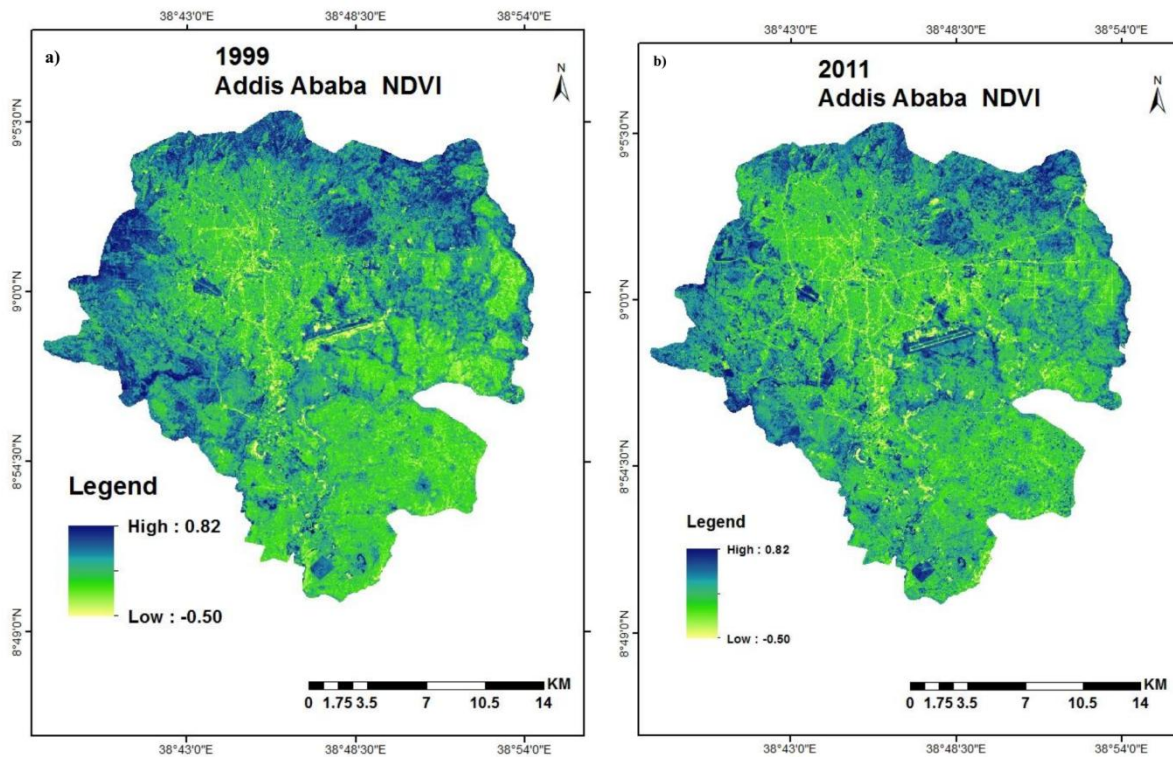 38°43'0"E 38°48'30"E 38°54'0"E
a)
1999
Addis Ababa NDVI
N
9°5'3.0"N
9°0'0"N
8°54'30"N
8°49'0"N
Legend
High : 0.82
Low : -0.50
KM
0 1.75 3.5 7 10.5 14
38°43'0"E 38°48'30"E 38°54'0"E
38°43'0"E 38°48'30"E 38°54'0"E
b)
2011
Addis Ababa NDVI
N
9°5'3.0"N
9°0'0"N
8°54'30"N
8°49'0"N
Legend
High : 0.82
Low : -0.50
KM
0 1.75 3.5 7 10.5 14
38°43'0"E 38°48'30"E 38°54'0"E